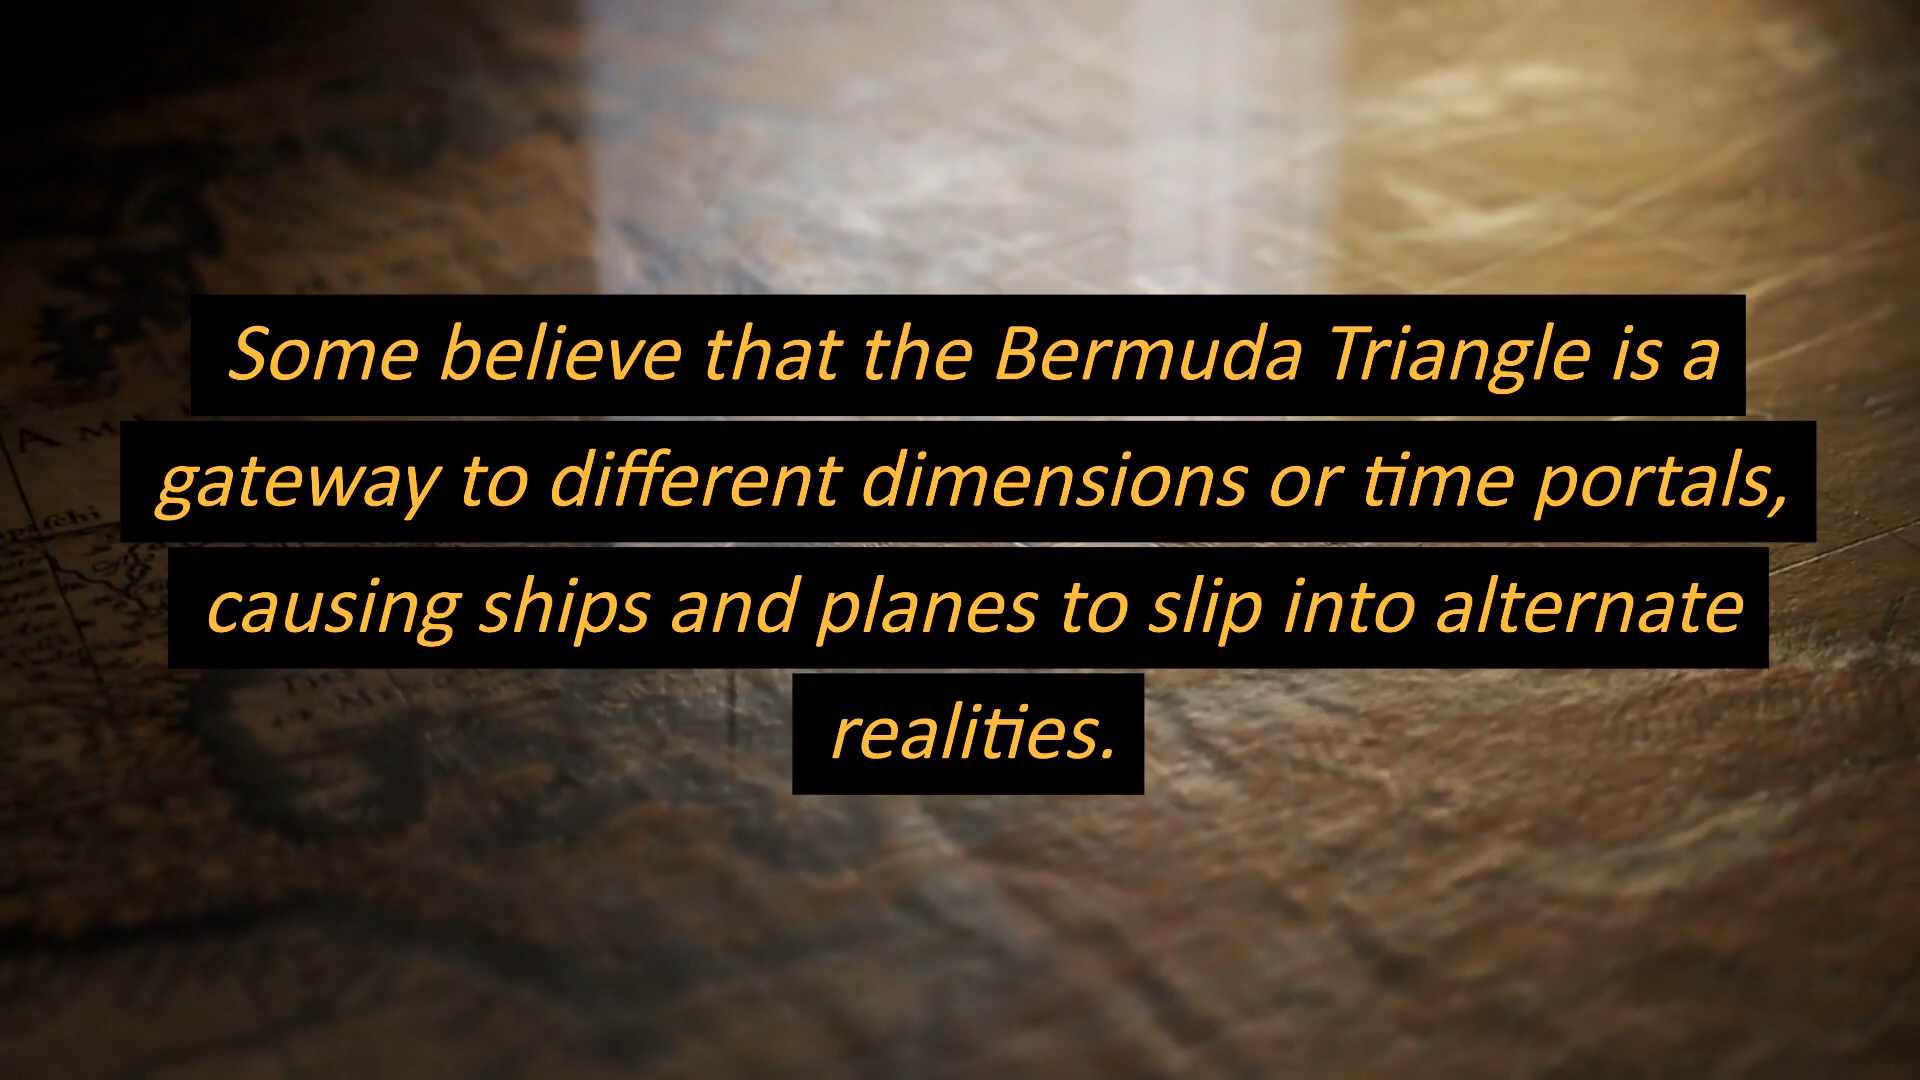 Some believe that the Bermuda Triangle is a
gateway to different dimensions or time portals,
causing ships and planes to slip into alternate
realities.